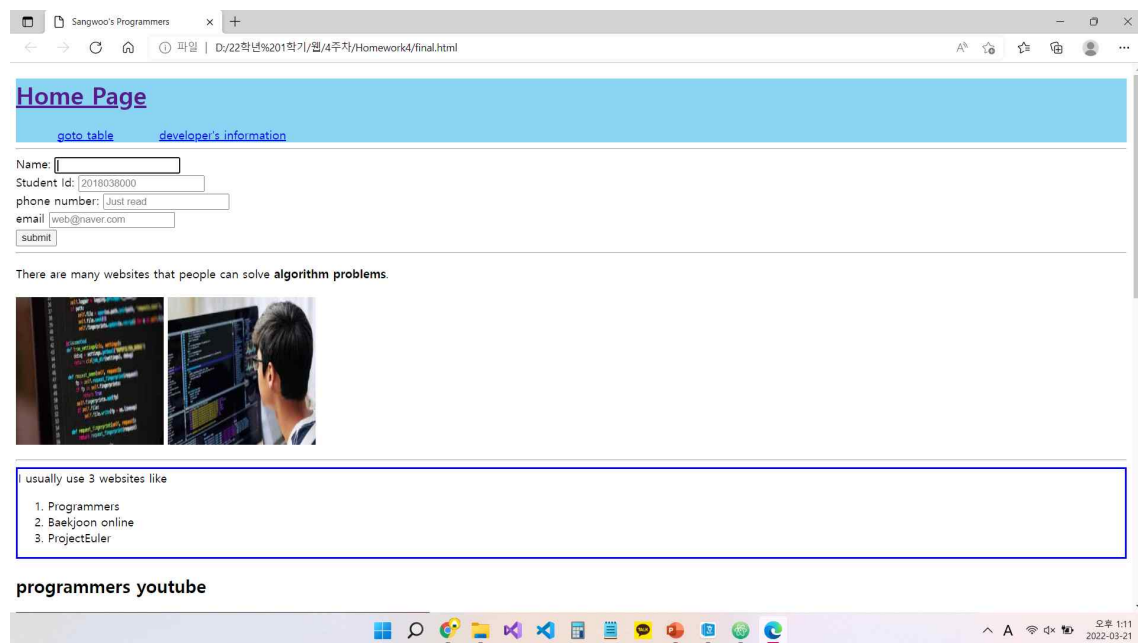 Sangwoo's Programmers
파일 | D:/22학년%201학기/웹/4주차/Homework4/final.html
Home Page
goto table developer's information
Name:
Student Id: 2018038000
phone number: Just read
email web@naver.com
submit
There are many websites that people can solve algorithm problems.
I usually use 3 websites like
1. Programmers
2. Baekjoon online
3. ProjectEuler
programmers youtube
A 오후 1:11
2022-03-21